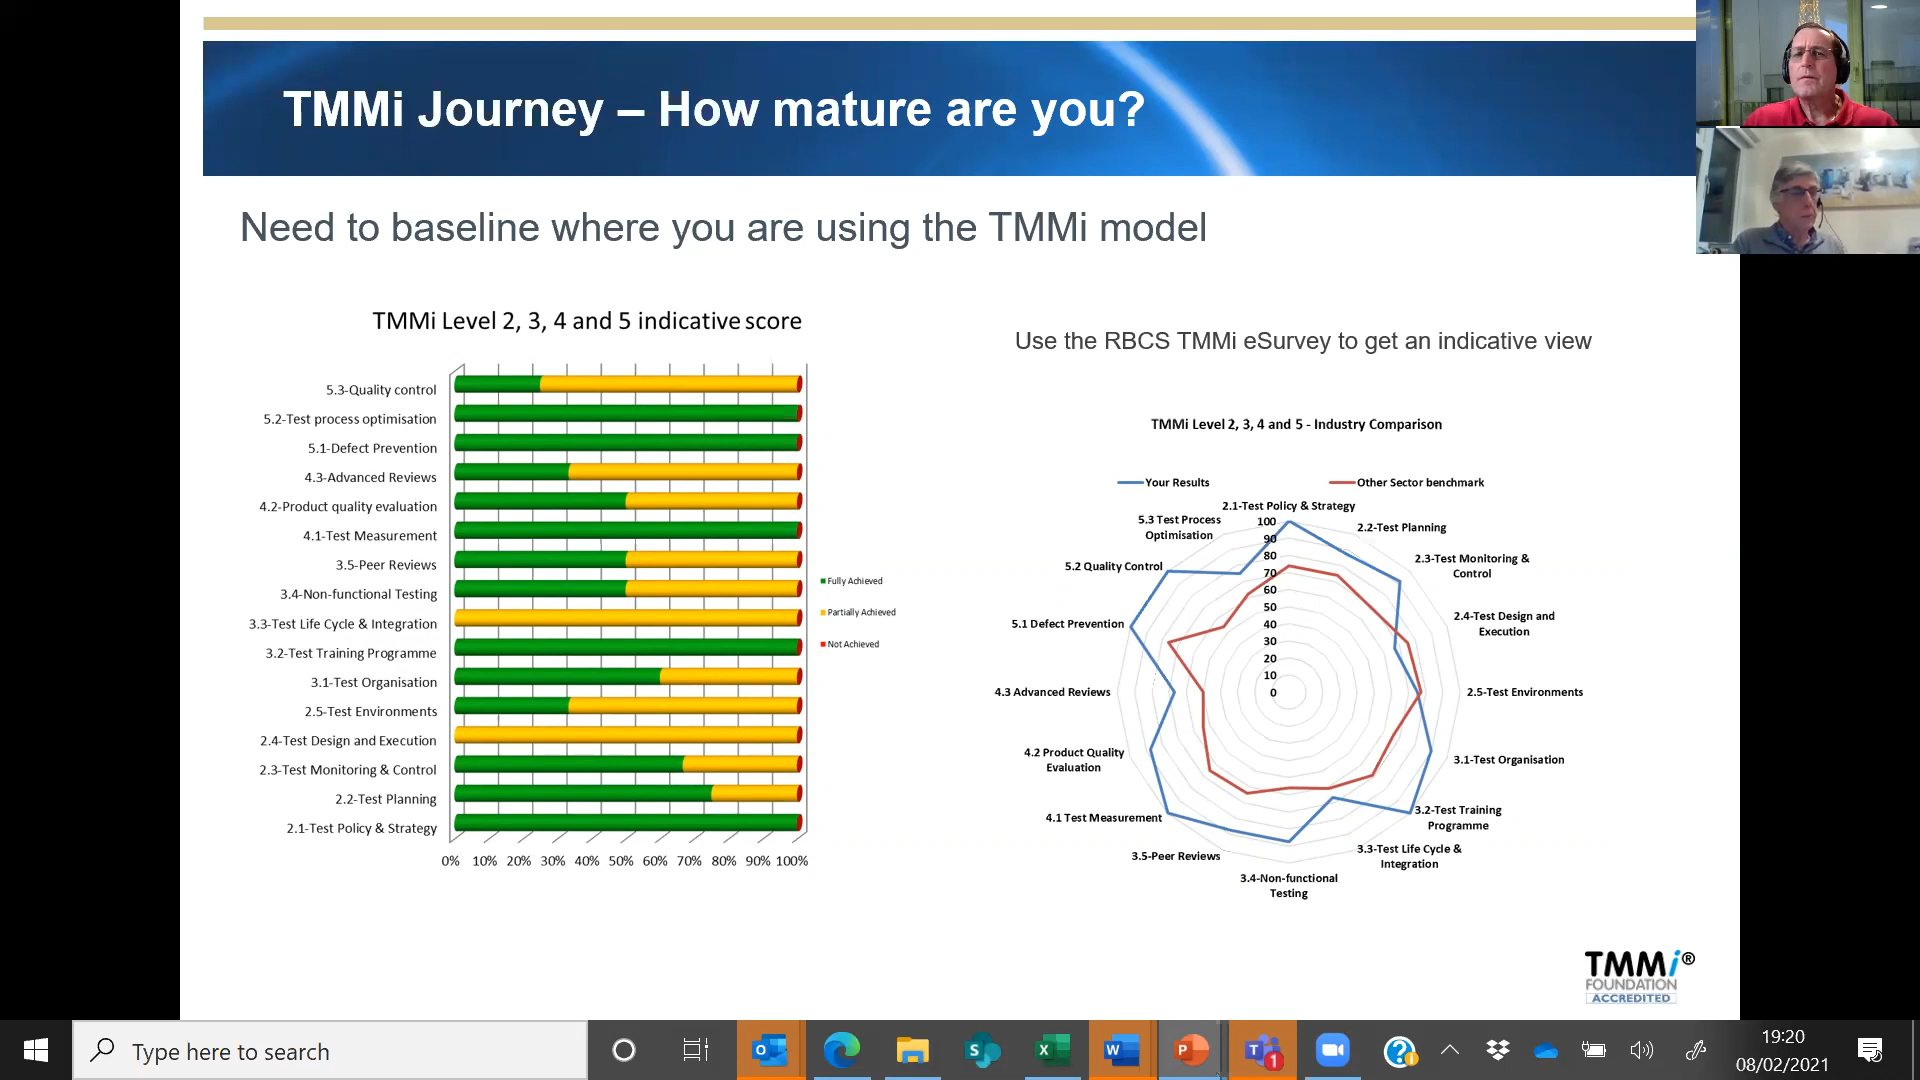 TMMi Journey – How mature are you?
Need to baseline where you are using the TMMi model
TMMi Level 2, 3, 4 and 5 indicative score
5.3-Quality control
5.2-Test process optimisation
5.1-Defect Prevention
4.3-Advanced Reviews
4.2-Product quality evaluation
4.1-Test Measurement
3.5-Peer Reviews
3.4-Non-functional Testing
3.3-Test Life Cycle & Integration
3.2-Test Training Programme
3.1-Test Organisation
2.5-Test Environments
2.4-Test Design and Execution
2.3-Test Monitoring & Control
2.2-Test Planning
2.1-Test Policy & Strategy
0% 10% 20% 30% 40% 50% 60% 70% 80% 90% 100%
Fully Achieved
Partially Achieved
Not Achieved
Use the RBCS TMMi eSurvey to get an indicative view
TMMi Level 2, 3, 4 and 5 - Industry Comparison
Your Results
Other Sector benchmark
2.1-Test Policy & Strategy
2.2-Test Planning
2.3-Test Monitoring &
Control
2.4-Test Design and
Execution
2.5-Test Environments
3.1-Test Organisation
3.2-Test Training
Programme
3.3-Test Life Cycle &
Integration
3.4-Non-functional
Testing
3.5-Peer Reviews
4.1 Test Measurement
4.2 Product Quality
Evaluation
4.3 Advanced Reviews
5.1 Defect Prevention
5.2 Quality Control
5.3 Test Process
Optimisation
100
90
80
70
60
50
40
30
20
10
0
TMMi®
FOUNDATION
ACCREDITED
Type here to search
19:20
08/02/2021